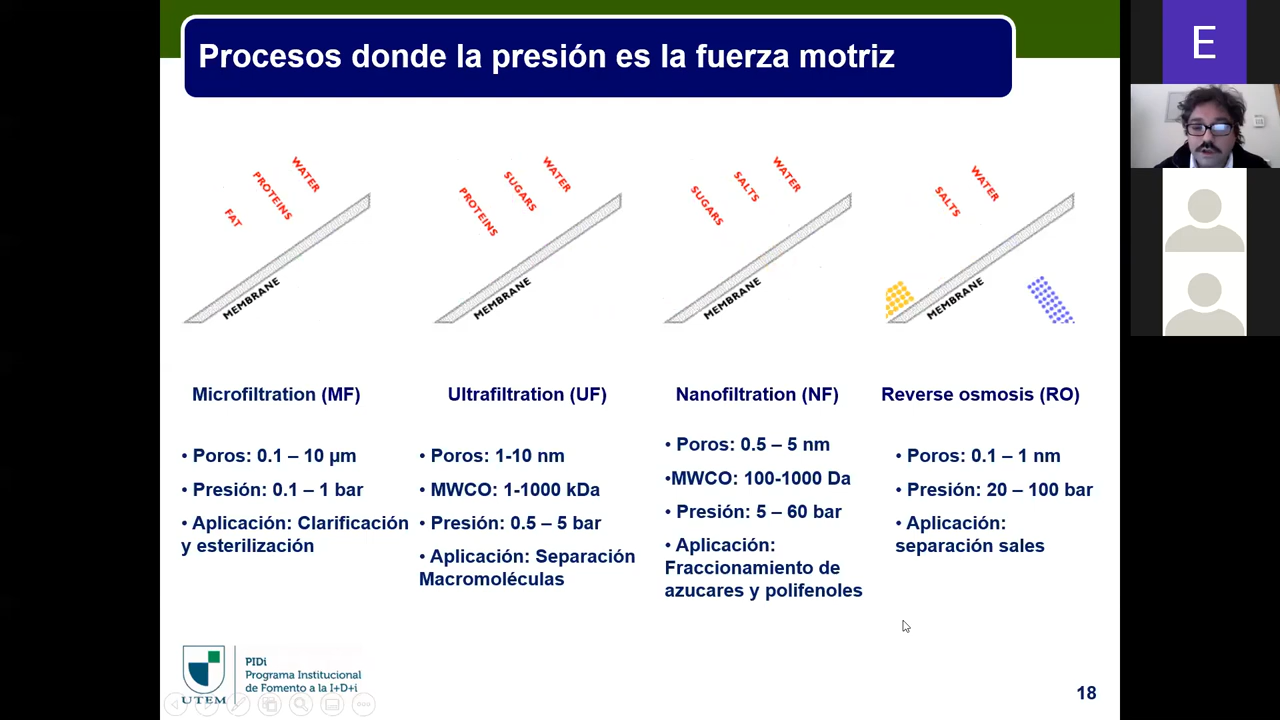 Procesos donde la presión es la fuerza motriz
E
FAT
PROTEINS
WATER
MEMBRANE
PROTEINS
SUGARS
WATER
MEMBRANE
SUGARS
SALTS
WATER
MEMBRANE
SALTS
WATER
MEMBRANE
Microfiltration (MF)
• Poros: 0.1 – 10 µm
• Presión: 0.1 – 1 bar
• Aplicación: Clarificación
y esterilización
Ultrafiltration (UF)
• Poros: 1-10 nm
• MWCO: 1-1000 kDa
• Presión: 0.5 – 5 bar
• Aplicación: Separación
Macromoléculas
Nanofiltration (NF)
• Poros: 0.5 – 5 nm
•MWCO: 100-1000 Da
• Presión: 5 – 60 bar
• Aplicación:
Fraccionamiento de
azucares y polifenoles
Reverse osmosis (RO)
• Poros: 0.1 – 1 nm
• Presión: 20 – 100 bar
• Aplicación:
separación sales
UTEM
PIDi
Programa Institucional
de Fomento a la I+D+i
18